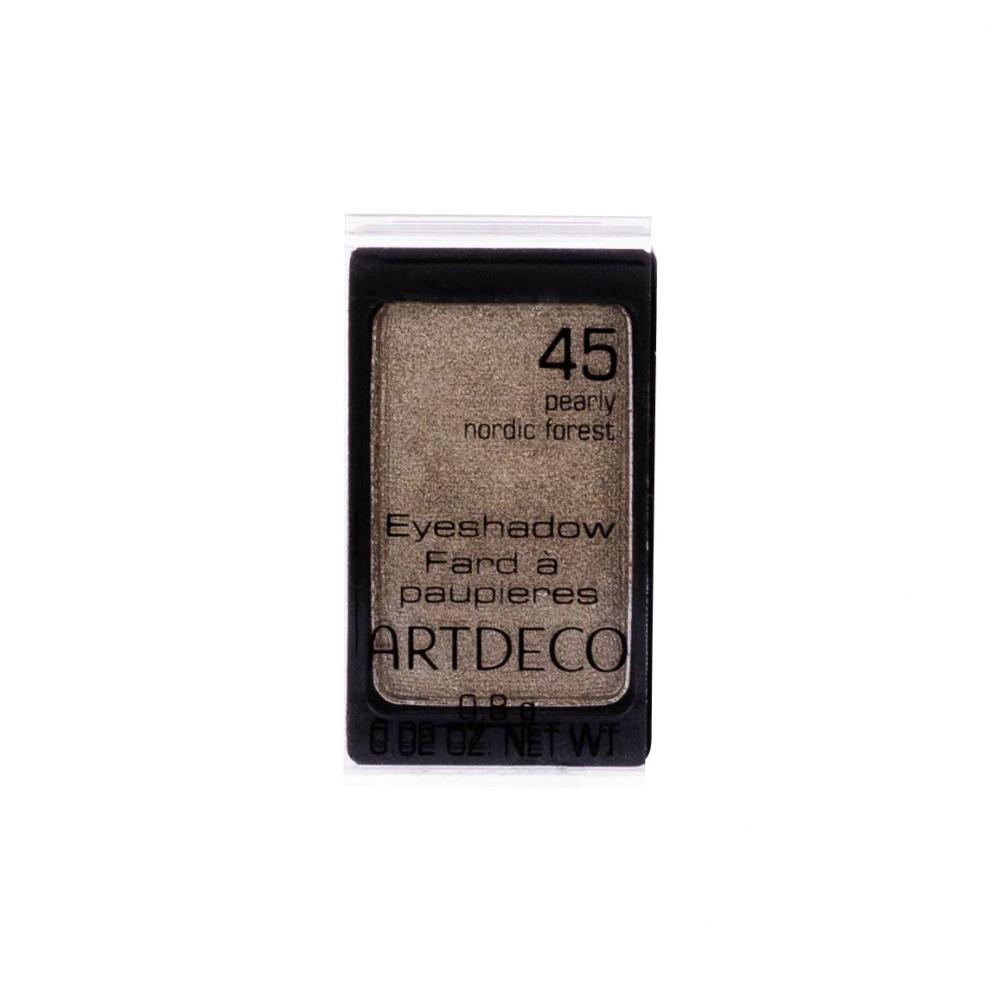 45
pearly
nordic forest
Eyeshadow
Fard à
paupieres
ARTDECO
0,8 g
0 02 OZ. NET WT.